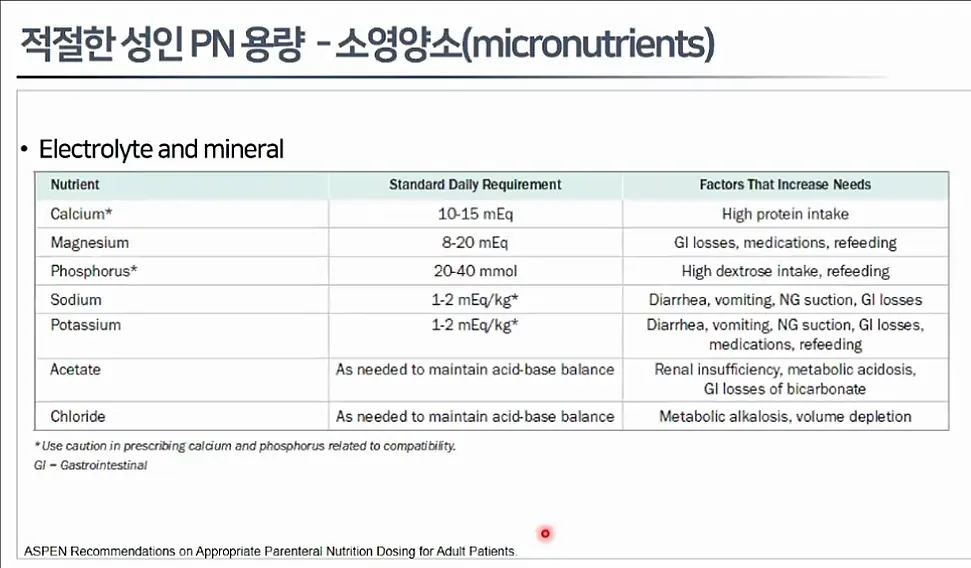 적절한 성인 PN 용량 - 소영양소(micronutrients)
• Electrolyte and mineral
Nutrient Standard Daily Requirement Factors That Increase Needs
Calcium* 10-15 mEq High protein intake
Magnesium 8-20 mEq GI losses, medications, refeeding
Phosphorus* 20-40 mmol High dextrose intake, refeeding
Sodium 1-2 mEq/kg* Diarrhea, vomiting, NG suction, GI losses
Potassium 1-2 mEq/kg* Diarrhea, vomiting, NG suction, GI losses,
medications, refeeding
Acetate As needed to maintain acid-base balance Renal insufficiency, metabolic acidosis,
GI losses of bicarbonate
Chloride As needed to maintain acid-base balance Metabolic alkalosis, volume depletion
*Use caution in prescribing calcium and phosphorus related to compatibility.
GI = Gastrointestinal
ASPEN Recommendations on Appropriate Parenteral Nutrition Dosing for Adult Patients.